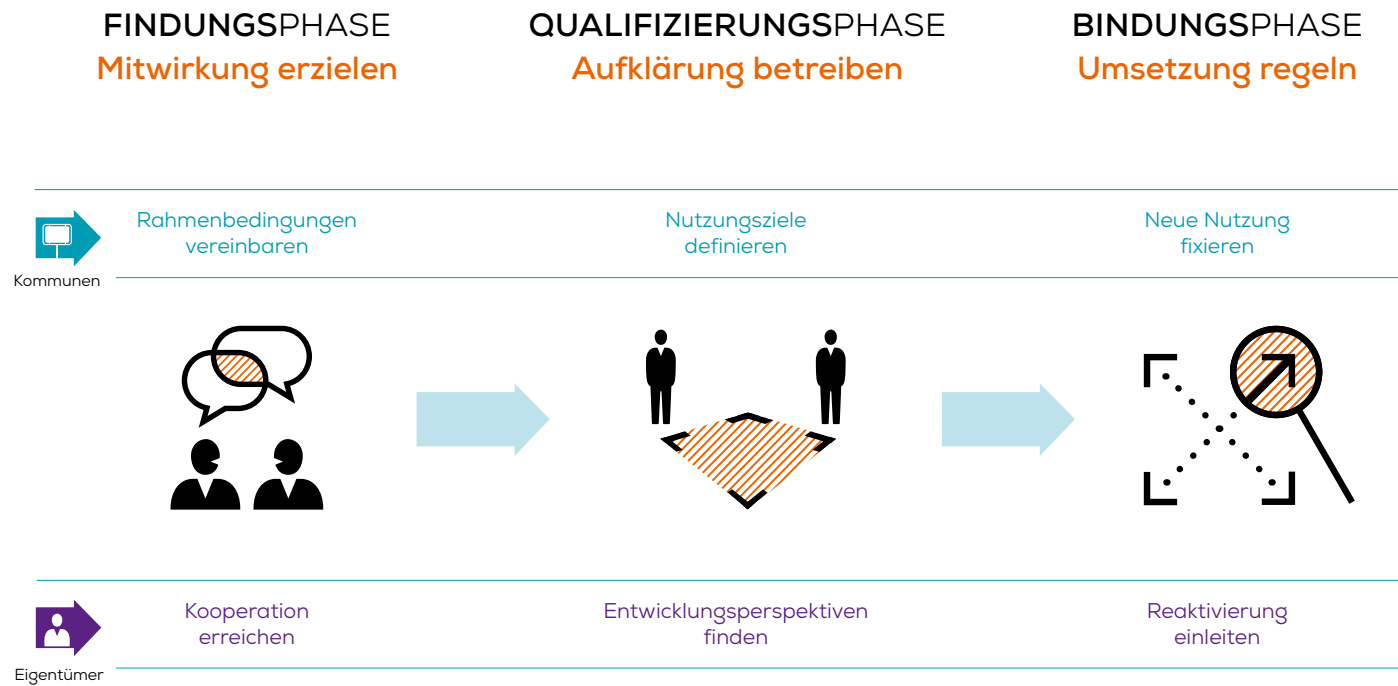 FINDUNGSPHASE
Mitwirkung erzielen
QUALIFIZIERUNGSPHASE
Aufklärung betreiben
BINDUNGSPHASE
Umsetzung regeln
Kommunen
Rahmenbedingungen
vereinbaren
Nutzungsziele
definieren
Neue Nutzung
fixieren
Eigentümer
Kooperation
erreichen
Entwicklungsperspektiven
finden
Reaktivierung
einleiten